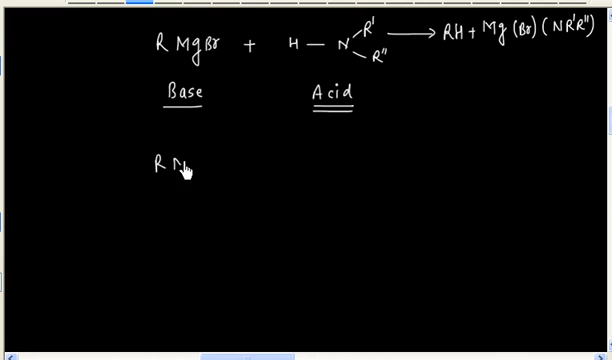 R MgBr + H — N R' R'' ⟶ RH + Mg (Br) (NR'R'')
Base Acid
R